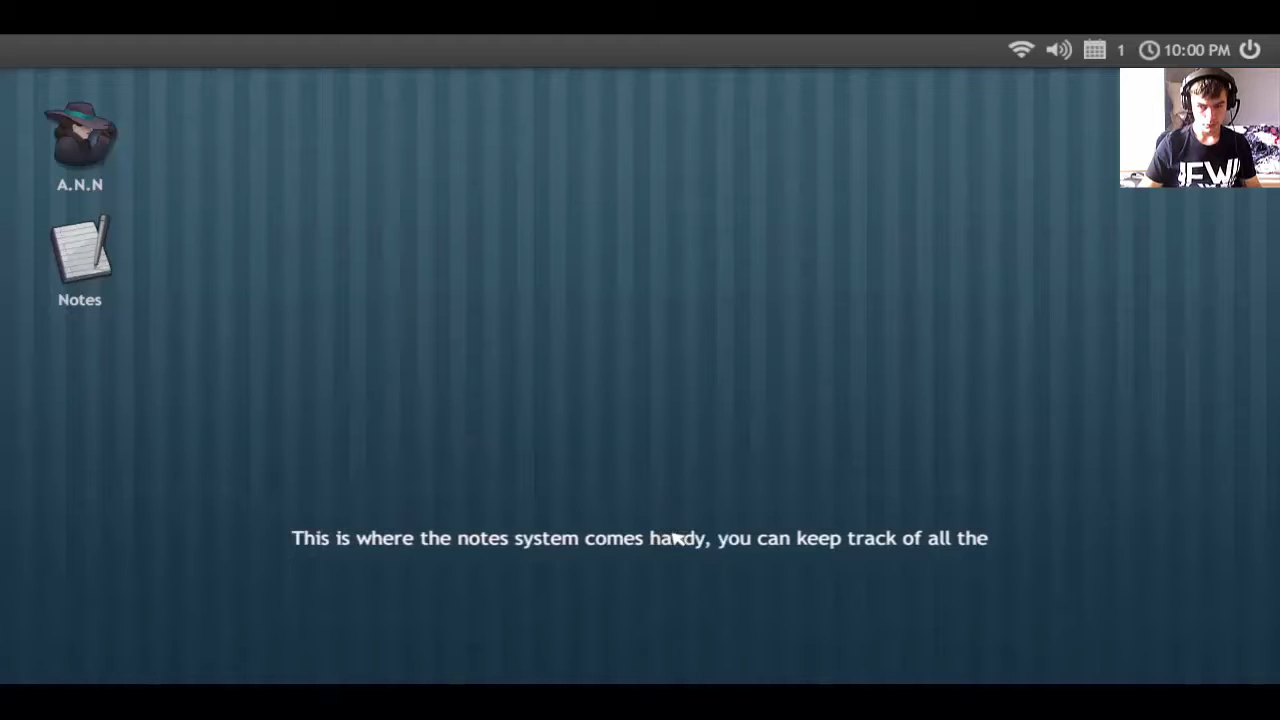 1 10:00 PM
A.N.N
Notes
This is where the notes system comes handy, you can keep track of all the